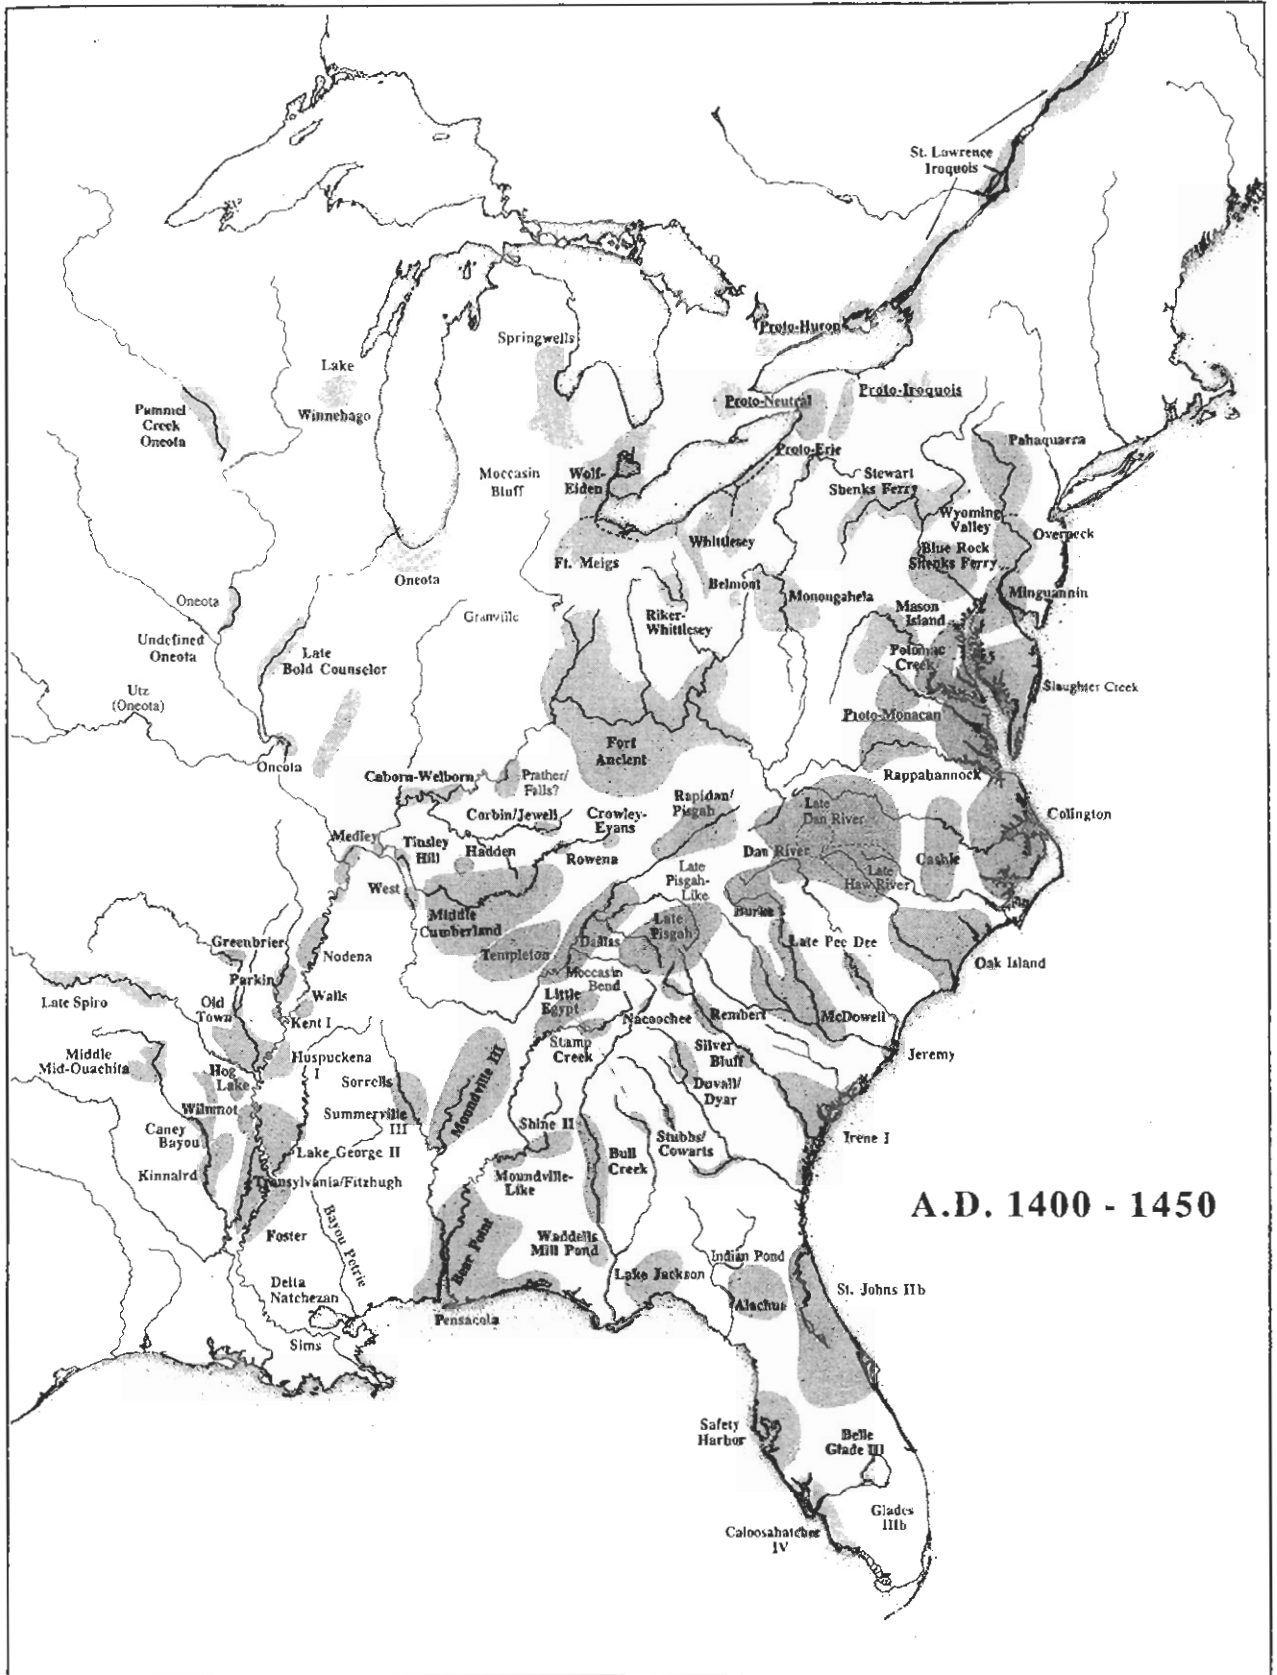 St. Lawrence
Iroquois
Proto-Huron
Springwells
Lake
Winnebago
Pammel
Creek
Oneota
Proto-Neutral
Proto-Iroquois
Proto-Erie
Pahaquarra
Moccasin
Bluff
Wolf-
Eiden
Stewart
Shenks Ferry
Wyoming
Valley
Overpeck
Whittlesey
Blue Rock
Shenks Ferry
Ft. Meigs
Oneota
Belmont
Monongahela
Minguannin
Oneota
Granville
Riker-
Whittlesey
Mason
Island
Undefined
Oneota
Late
Bold Counselor
Potomac
Creek
Utz
(Oneota)
Slaughter Creek
Proto-Monacan
Fort
Ancient
Oneota
Caborn-Welborn
Prather/
Falls?
Rappahannock
Rapidan/
Pisgah
Late
Dan River
Colington
Corbin/Jewell
Crowley-
Evans
Medley
Tinsley
Hill
Hadden
Rowena
Dan River
Cashie
Late
Haw River
Late
Pisgah-
Like
West
Middle
Cumberland
Burke
Late
Pisgah
Dallas
Late Pee Dee
Greenbrier
Nodena
Templeton
Oak Island
Parkin
Moccasin
Bend
Late Spiro
Old
Town
Walls
Little
Egypt
Kent I
Nacoochee
Rembert
McDowell
Stamp
Creek
Silver
Bluff
Jeremy
Middle
Mid-Ouachita
Huspuckena
I
Hog
Lake
Sorrells
Moundville III
Duvall/
Dyar
Wilmnot
Summerville
III
Shine II
Caney
Bayou
Stubbs/
Cowarts
Irene I
Lake George II
Bull
Creek
Kinnaird
Transylvania/Fitzhugh
Moundville-
Like
A.D. 1400 - 1450
Foster
Bayou Petrie
Bear Point
Waddells
Mill Pond
Indian Pond
Lake Jackson
Alachua
St. Johns IIb
Delta
Natchezan
Pensacola
Sims
Safety
Harbor
Belle
Glade III
Glades
IIIb
Caloosahatchee
IV